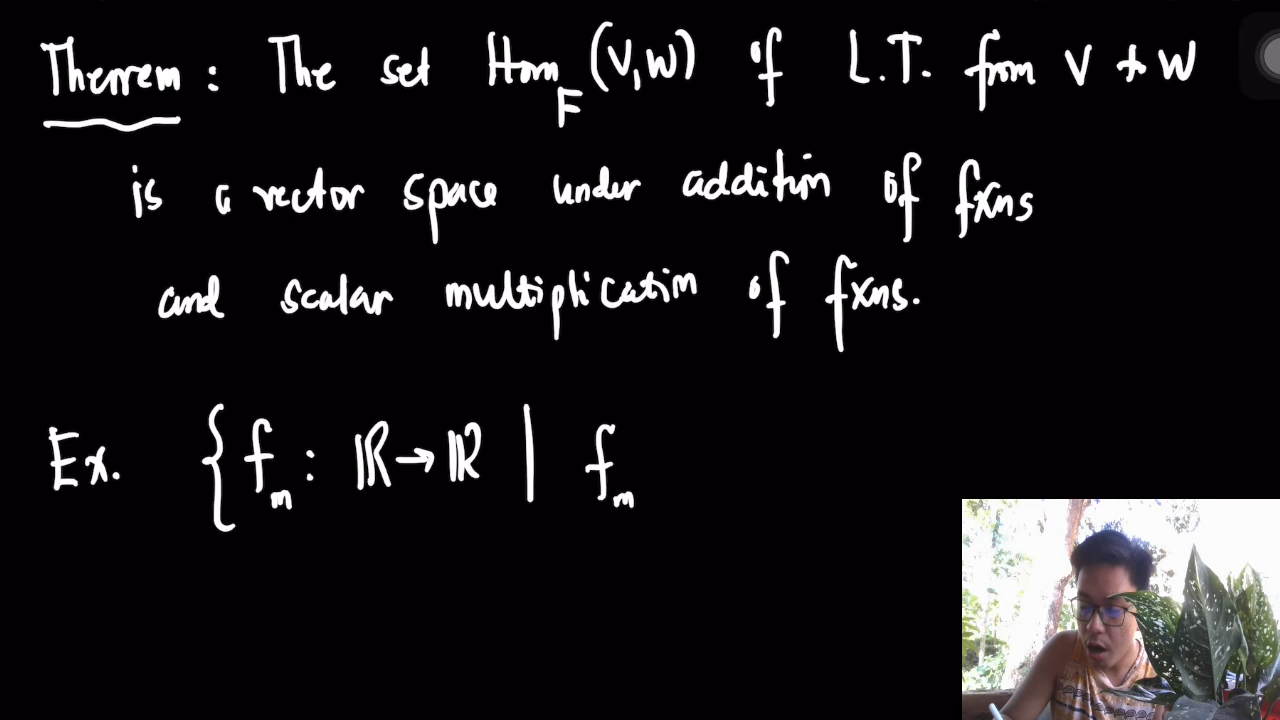 Theorem : The set Hom_F (V,W) of L.T. from V to W
is a vector space under addition of fxns
and scalar multiplication of fxns.
Ex. { f_m : ℝ → ℝ | f_m